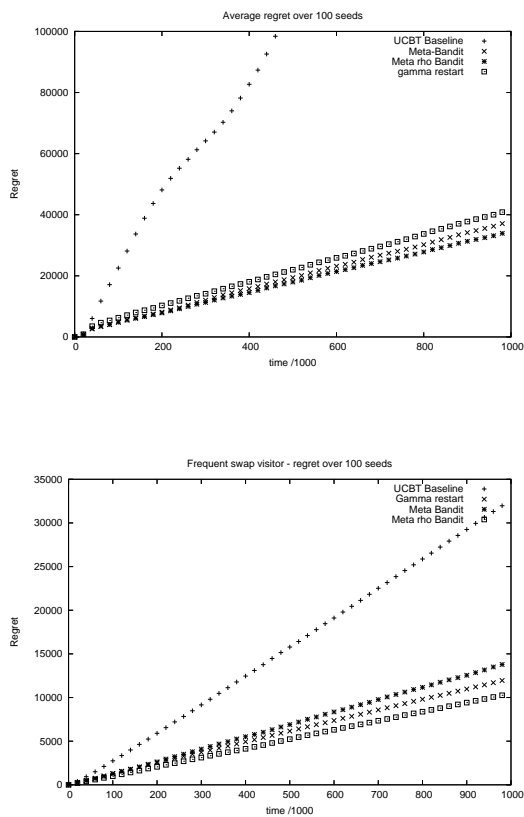 Average regret over 100 seeds
100000
UCBT Baseline
Meta-Bandit
Meta rho Bandit
gamma restart
80000
60000
Regret
40000
20000
0
0 200 400 600 800 1000
time /1000
Frequent swap visitor - regret over 100 seeds
35000
UCBT Baseline
Gamma restart
Meta Bandit
Meta rho Bandit
30000
25000
20000
Regret
15000
10000
5000
0
0 100 200 300 400 500 600 700 800 900 1000
time /1000